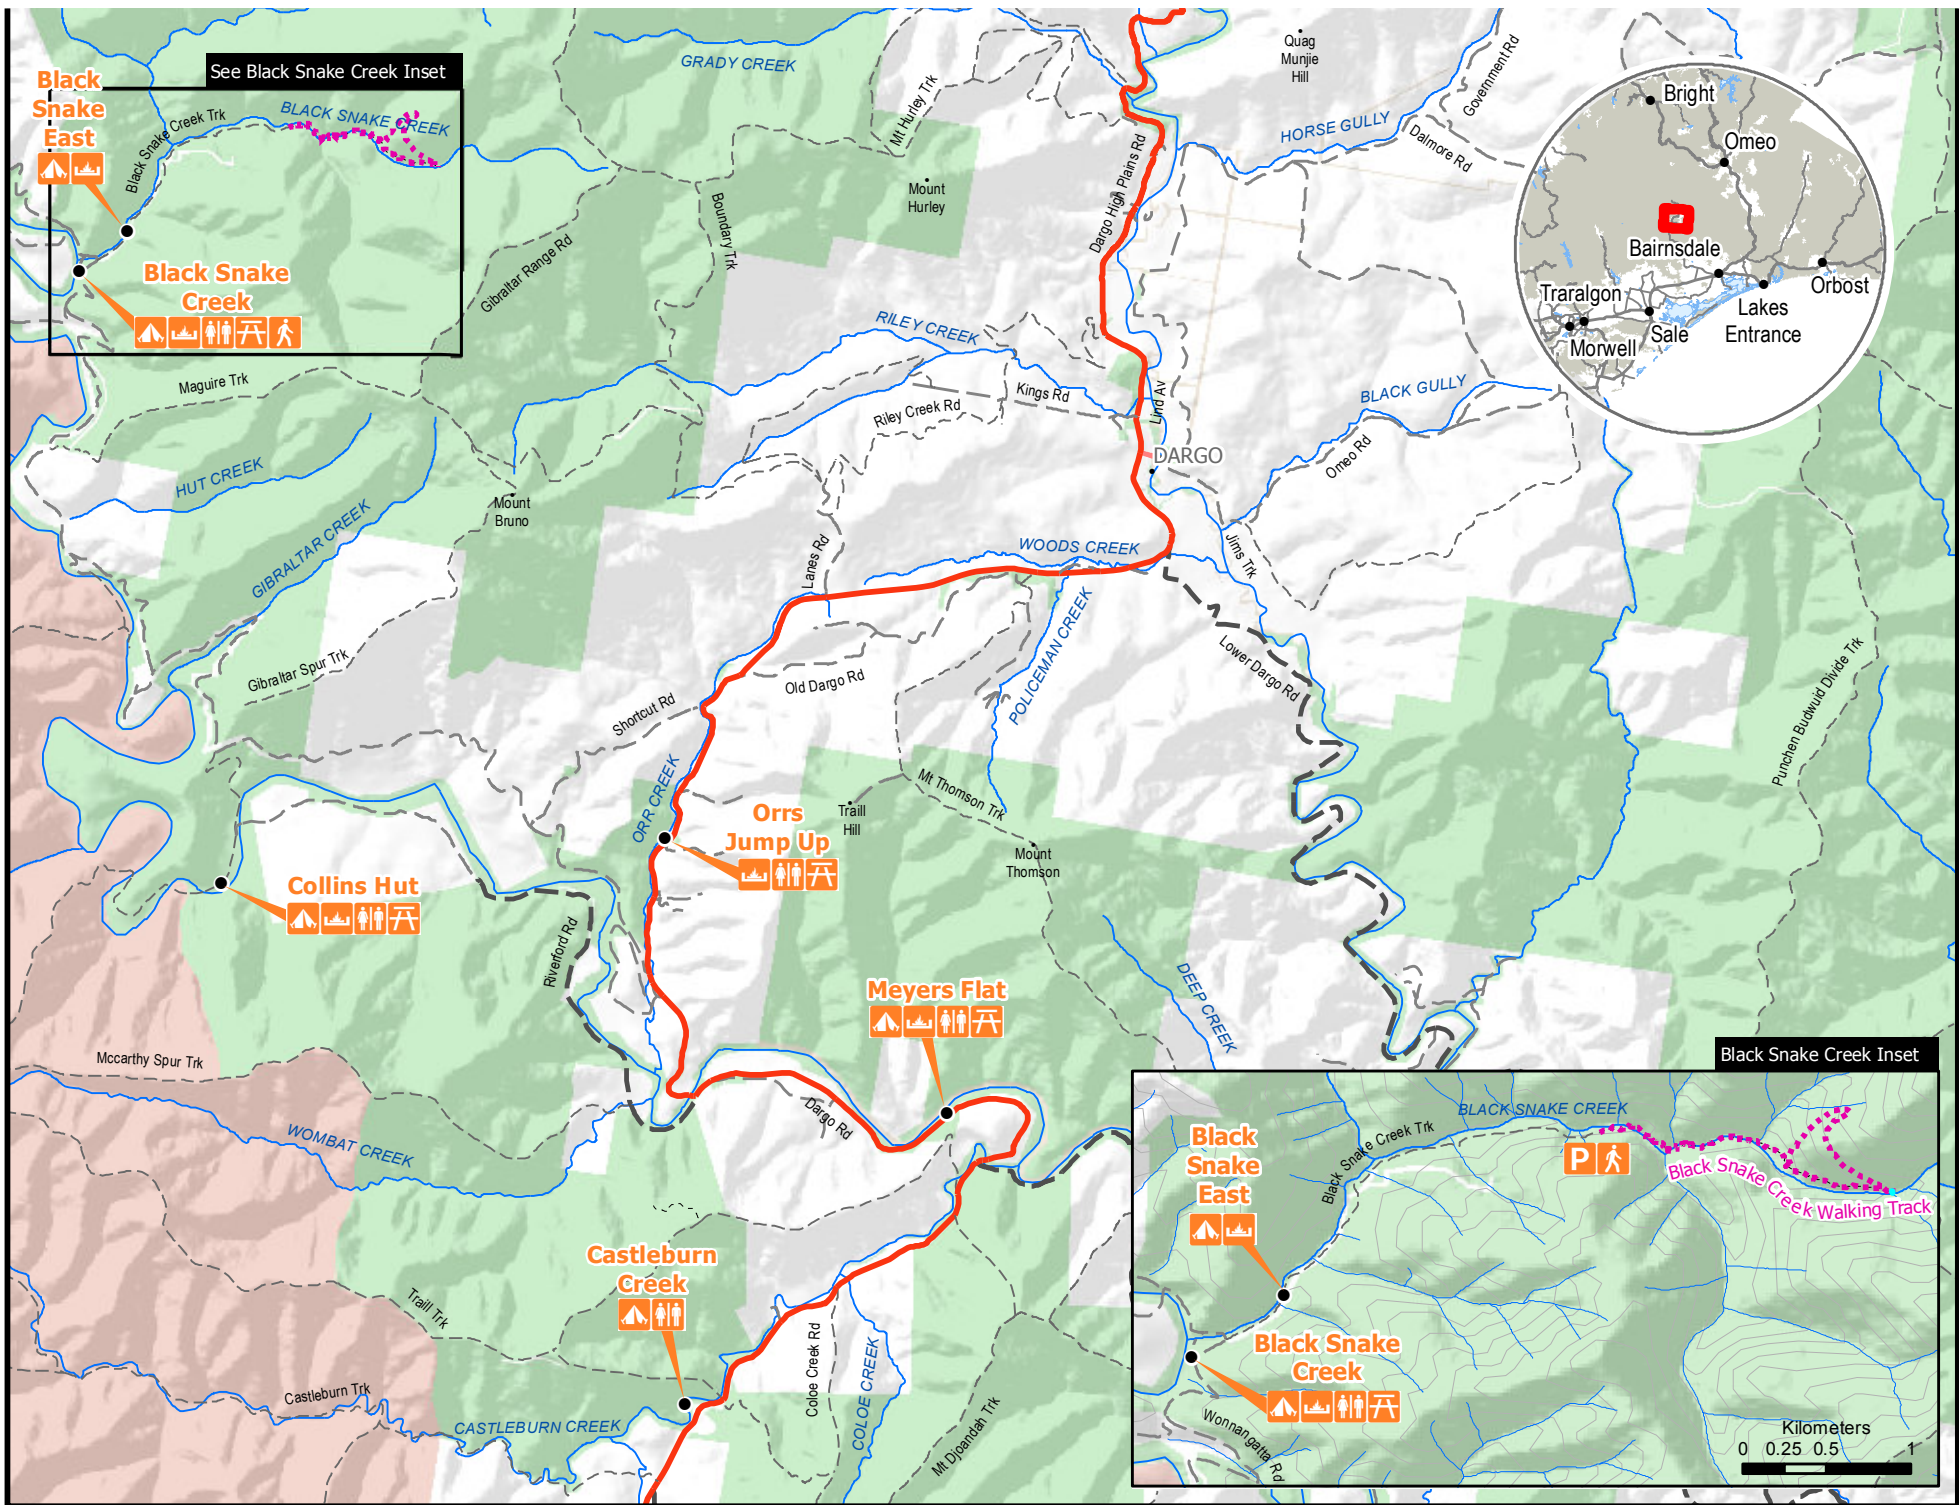 GRADY CREEK
Quag
Munjie
Hill
Government Rd
See Black Snake Creek Inset
Black
Snake
East
Black Snake Creek Trk
BLACK SNAKE CREEK
Mt Hurley Trk
HORSE GULLY
Dalmore Rd
Bright
Omeo
Bairnsdale
Traralgon
Orbost
Lakes
Entrance
Sale
Morwell
Mount
Hurley
Boundary Trk
Dargo High Plains Rd
Gibraltar Range Rd
Black Snake
Creek
RILEY CREEK
Maguire Trk
Kings Rd
Riley Creek Rd
Lind Av
BLACK GULLY
Omeo Rd
DARGO
HUT CREEK
Mount
Bruno
GIBRALTAR CREEK
Lanes Rd
WOODS CREEK
Jims Trk
POLICEMAN CREEK
Lower Dargo Rd
Gibraltar Spur Trk
Old Dargo Rd
Shortcut Rd
Punchen Budwuid Divide Trk
ORR CREEK
Orrs
Jump Up
Traill
Hill
Mt Thomson Trk
Mount
Thomson
Collins Hut
Riverford Rd
Meyers Flat
DEEP CREEK
Mccarthy Spur Trk
WOMBAT CREEK
Dargo Rd
Castleburn
Creek
Traill Trk
Castleburn Trk
CASTLEBURN CREEK
Coloe Creek Rd
COLOE CREEK
Mt Djoandah Trk
Black Snake Creek Inset
BLACK SNAKE CREEK
Black Snake Creek Trk
Black
Snake
East
P
Black Snake Creek Walking Track
Black Snake
Creek
Wonnangatta Rd
Kilometers
0 0.25 0.5 1